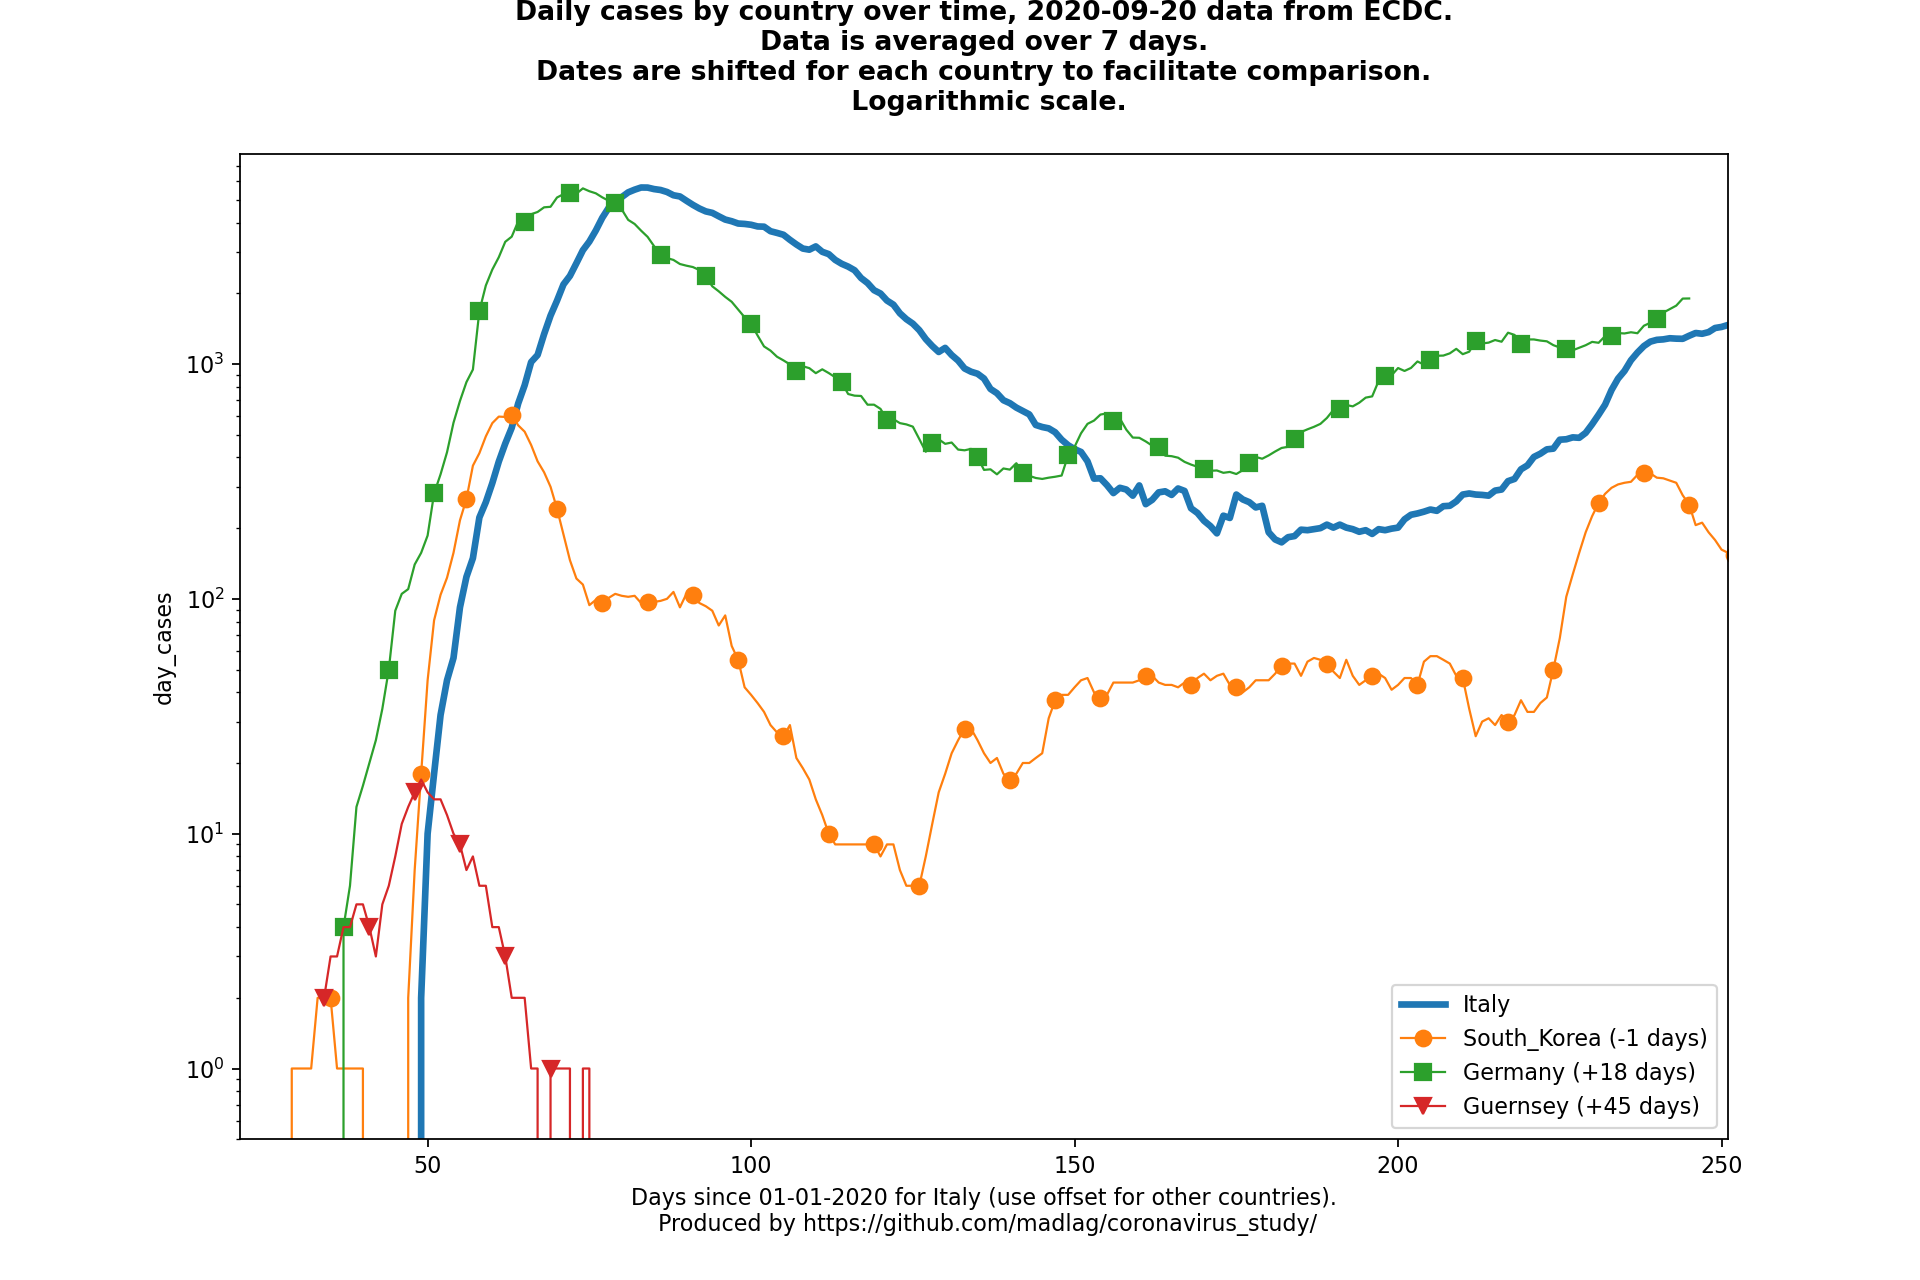 Daily cases by country over time, 2020-09-20 data from ECDC.
Data is averaged over 7 days.
Dates are shifted for each country to facilitate comparison.
Logarithmic scale.
day_cases
10³
10²
10¹
10⁰
50
100
150
200
250
Italy
South_Korea (-1 days)
Germany (+18 days)
Guernsey (+45 days)
Days since 01-01-2020 for Italy (use offset for other countries).
Produced by https://github.com/madlag/coronavirus_study/